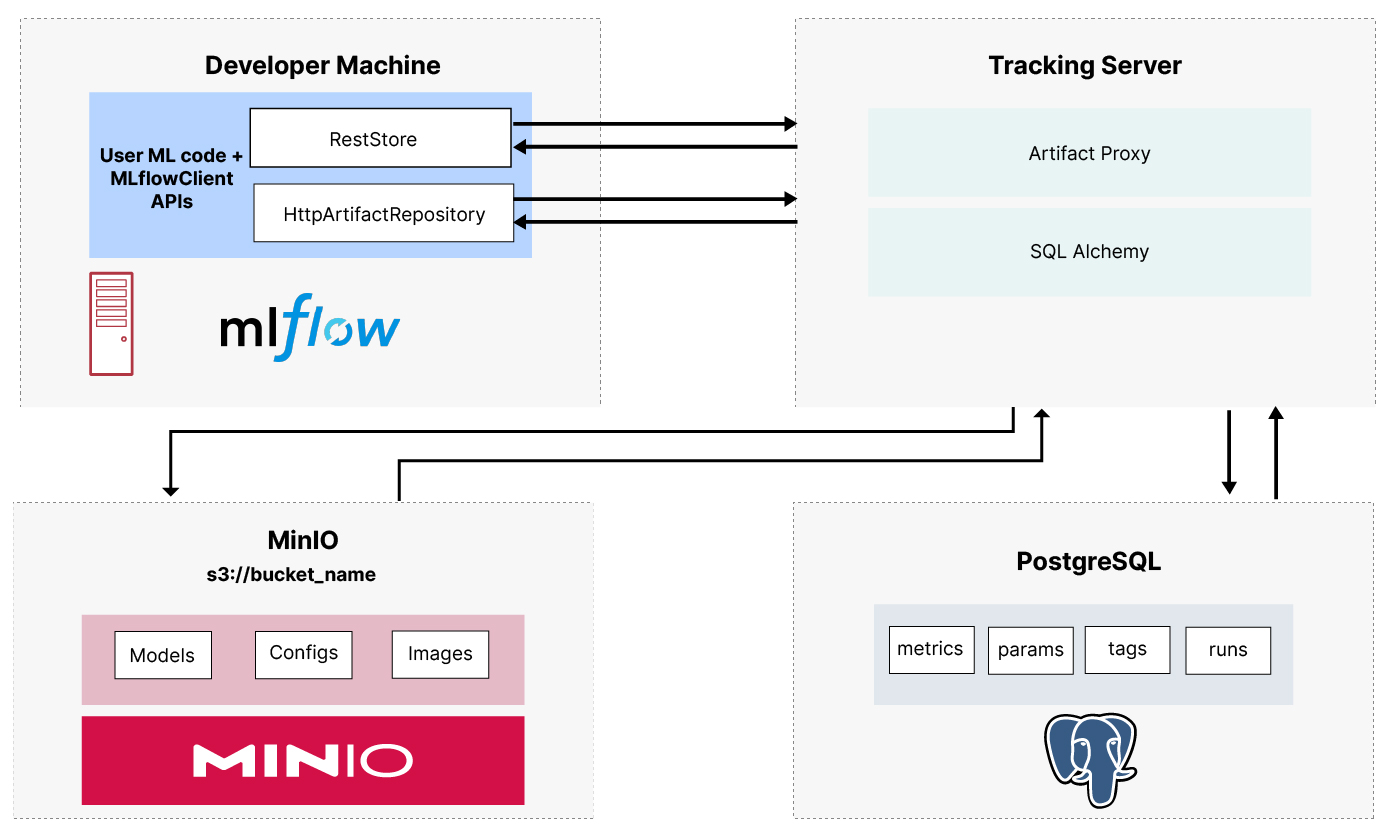 Developer Machine
User ML code +
MLflowClient
APIs
RestStore
HttpArtifactRepository
mlflow
Tracking Server
Artifact Proxy
SQL Alchemy
MinIO
s3://bucket_name
Models
Configs
Images
MINIO
PostgreSQL
metrics
params
tags
runs